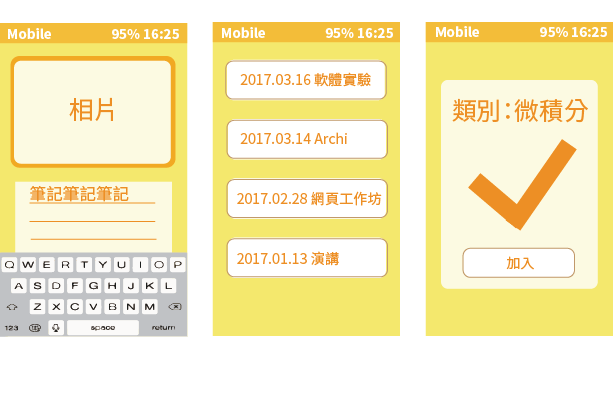 Mobile 95% 16:25
相片
筆記筆記筆記
Q W E R T Y U I O P
A S D F G H J K L
Z X C V B N M
123 space return
Mobile 95% 16:25
2017.03.16 軟體實驗
2017.03.14 Archi
2017.02.28 網頁工作坊
2017.01.13 演講
Mobile 95% 16:25
類別：微積分
加入